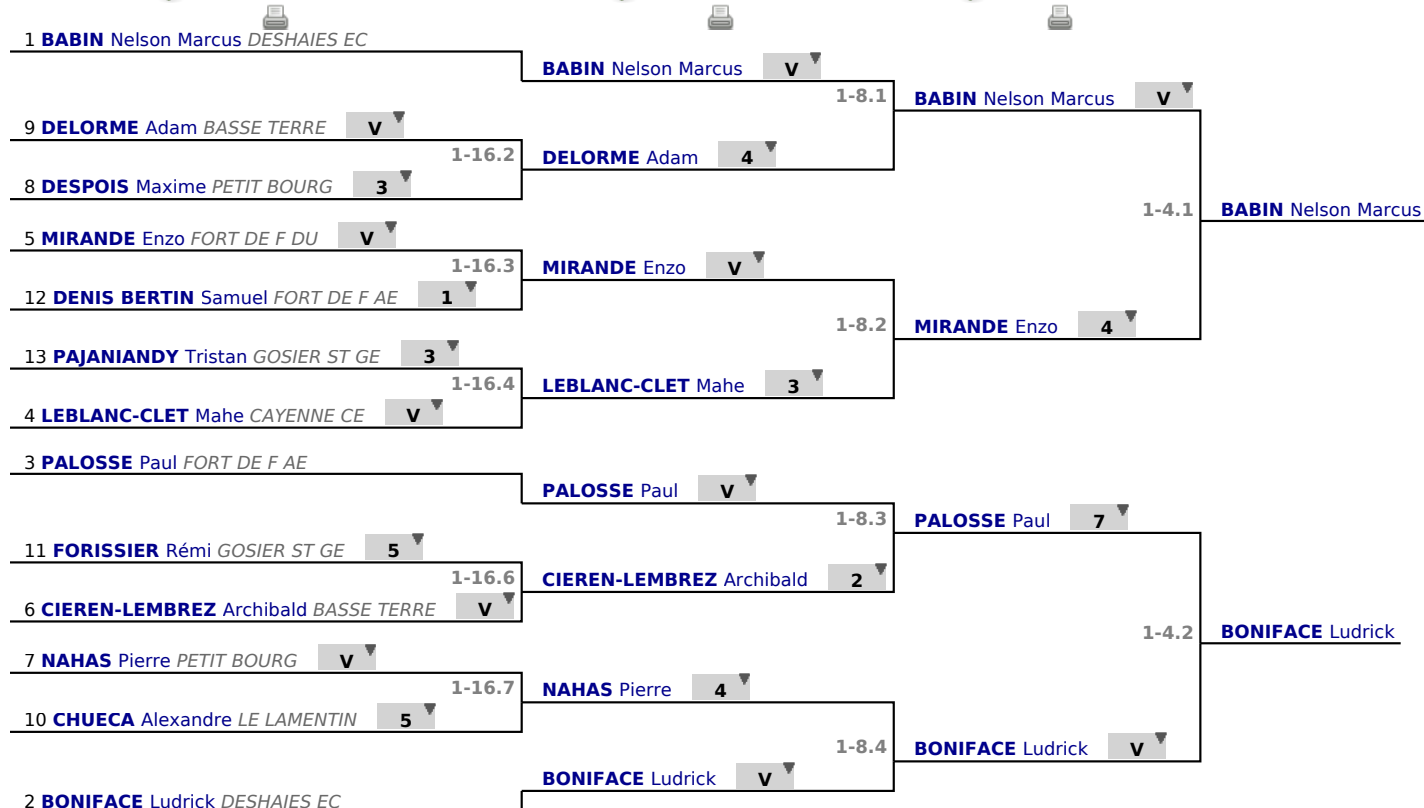 1 BABIN Nelson Marcus DESHAIES EC
9 DELORME Adam BASSE TERRE V
1-16.2
8 DESPOIS Maxime PETIT BOURG 3
5 MIRANDE Enzo FORT DE F DU V
1-16.3
12 DENIS BERTIN Samuel FORT DE F AE 1
13 PAJANIANDY Tristan GOSIER ST GE 3
1-16.4
4 LEBLANC-CLET Mahe CAYENNE CE V
3 PALOSSE Paul FORT DE F AE
11 FORISSIER Rémi GOSIER ST GE 5
1-16.6
6 CIEREN-LEMBREZ Archibald BASSE TERRE V
7 NAHAS Pierre PETIT BOURG V
1-16.7
10 CHUECA Alexandre LE LAMENTIN 5
2 BONIFACE Ludrick DESHAIES EC
BABIN Nelson Marcus V
1-8.1
DELORME Adam 4
MIRANDE Enzo V
1-8.2
LEBLANC-CLET Mahe 3
PALOSSE Paul V
1-8.3
CIEREN-LEMBREZ Archibald 2
NAHAS Pierre 4
1-8.4
BONIFACE Ludrick V
BABIN Nelson Marcus V
1-4.1
MIRANDE Enzo 4
PALOSSE Paul 7
1-4.2
BONIFACE Ludrick V
BABIN Nelson Marcus
BONIFACE Ludrick